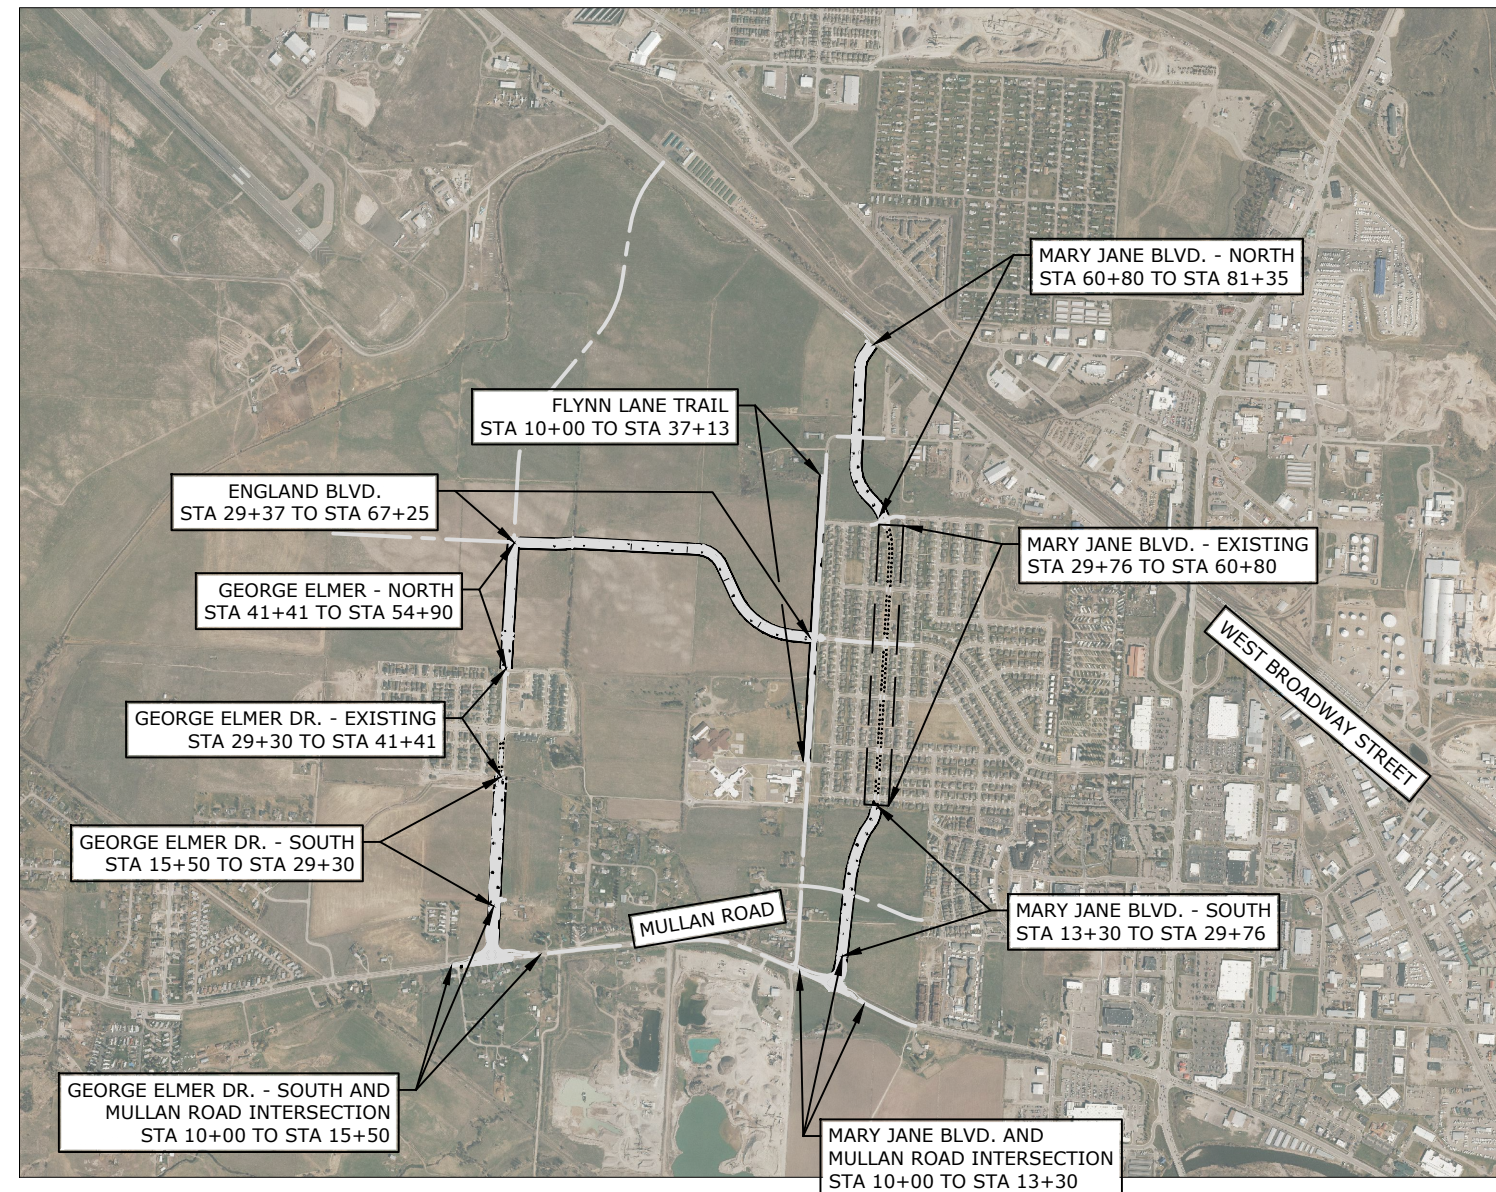 MARY JANE BLVD. - NORTH
STA 60+80 TO STA 81+35
FLYNN LANE TRAIL
STA 10+00 TO STA 37+13
ENGLAND BLVD.
STA 29+37 TO STA 67+25
MARY JANE BLVD. - EXISTING
STA 29+76 TO STA 60+80
GEORGE ELMER - NORTH
STA 41+41 TO STA 54+90
WEST BROADWAY STREET
GEORGE ELMER DR. - EXISTING
STA 29+30 TO STA 41+41
GEORGE ELMER DR. - SOUTH
STA 15+50 TO STA 29+30
MULLAN ROAD
MARY JANE BLVD. - SOUTH
STA 13+30 TO STA 29+76
GEORGE ELMER DR. - SOUTH AND
MULLAN ROAD INTERSECTION
STA 10+00 TO STA 15+50
MARY JANE BLVD. AND
MULLAN ROAD INTERSECTION
STA 10+00 TO STA 13+30